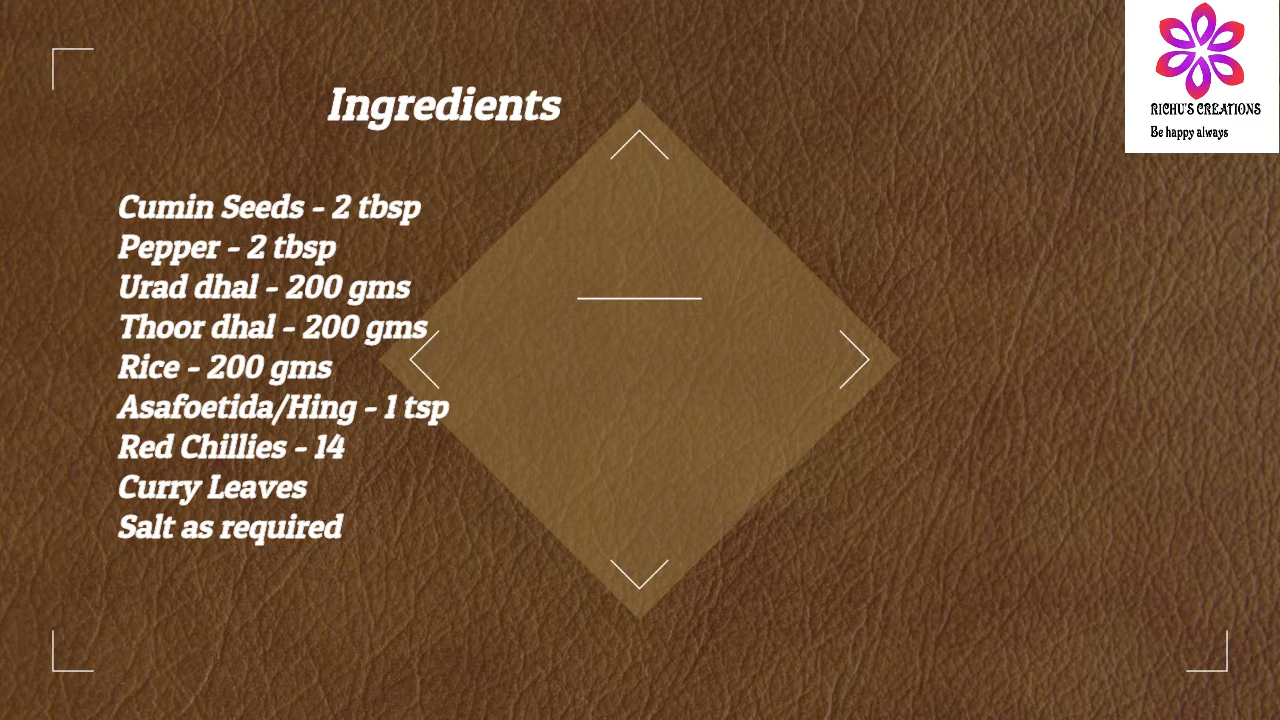 Ingredients
Cumin Seeds - 2 tbsp
Pepper - 2 tbsp
Urad dhal - 200 gms
Thoor dhal - 200 gms
Rice - 200 gms
Asafoetida/Hing - 1 tsp
Red Chillies - 14
Curry Leaves
Salt as required
RICHU'S CREATIONS
Be happy always